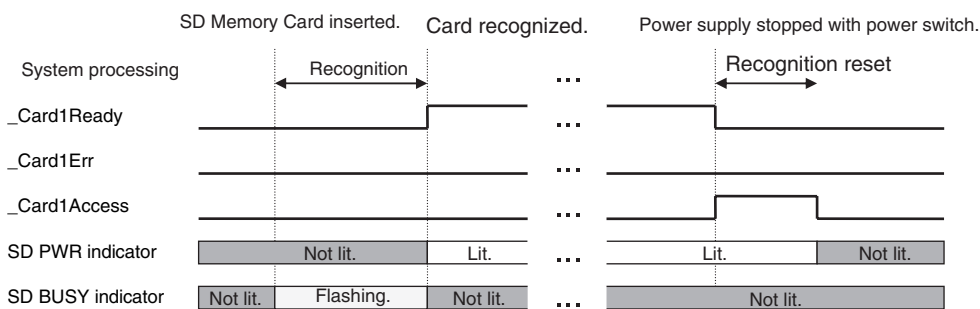 SD Memory Card inserted. Card recognized. Power supply stopped with power switch.
System processing Recognition ... Recognition reset
_Card1Ready ...
_Card1Err ...
_Card1Access ...
SD PWR indicator Not lit. Lit. ... Lit. Not lit.
SD BUSY indicator Not lit. Flashing. Not lit. ... Not lit.